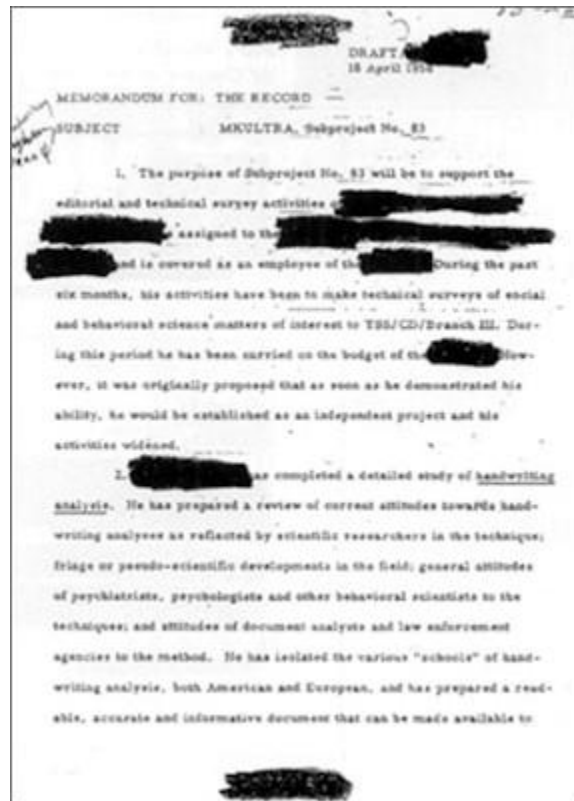 DRAFT
18 April 1958
MEMORANDUM FOR: THE RECORD
SUBJECT MKULTRA, Subproject No. 83
1. The purpose of Subproject No. 83 will be to support the
editorial and technical survey activities
assigned to the
and is covered as an employee of the During the past
six months, his activities have been to make technical surveys of social
and behavioral science matters of interest to TSS/CD/Branch III. Dur-
ing this period he has been carried on the budget of the How-
ever, it was originally proposed that as soon as he demonstrated his
ability, he would be established as an independent project and his
activities widened.
2. has completed a detailed study of handwriting
analysis. He has prepared a review of current attitudes towards hand-
writing analyses as reflected by scientific researchers in the technique;
fringe or pseudo-scientific developments in the field; general attitudes
of psychiatrists, psychologists and other behavioral scientists to the
techniques; and attitudes of document analysts and law enforcement
agencies to the method. He has isolated the various "schools" of hand-
writing analysis, both American and European, and has prepared a read-
able, accurate and informative document that can be made available to